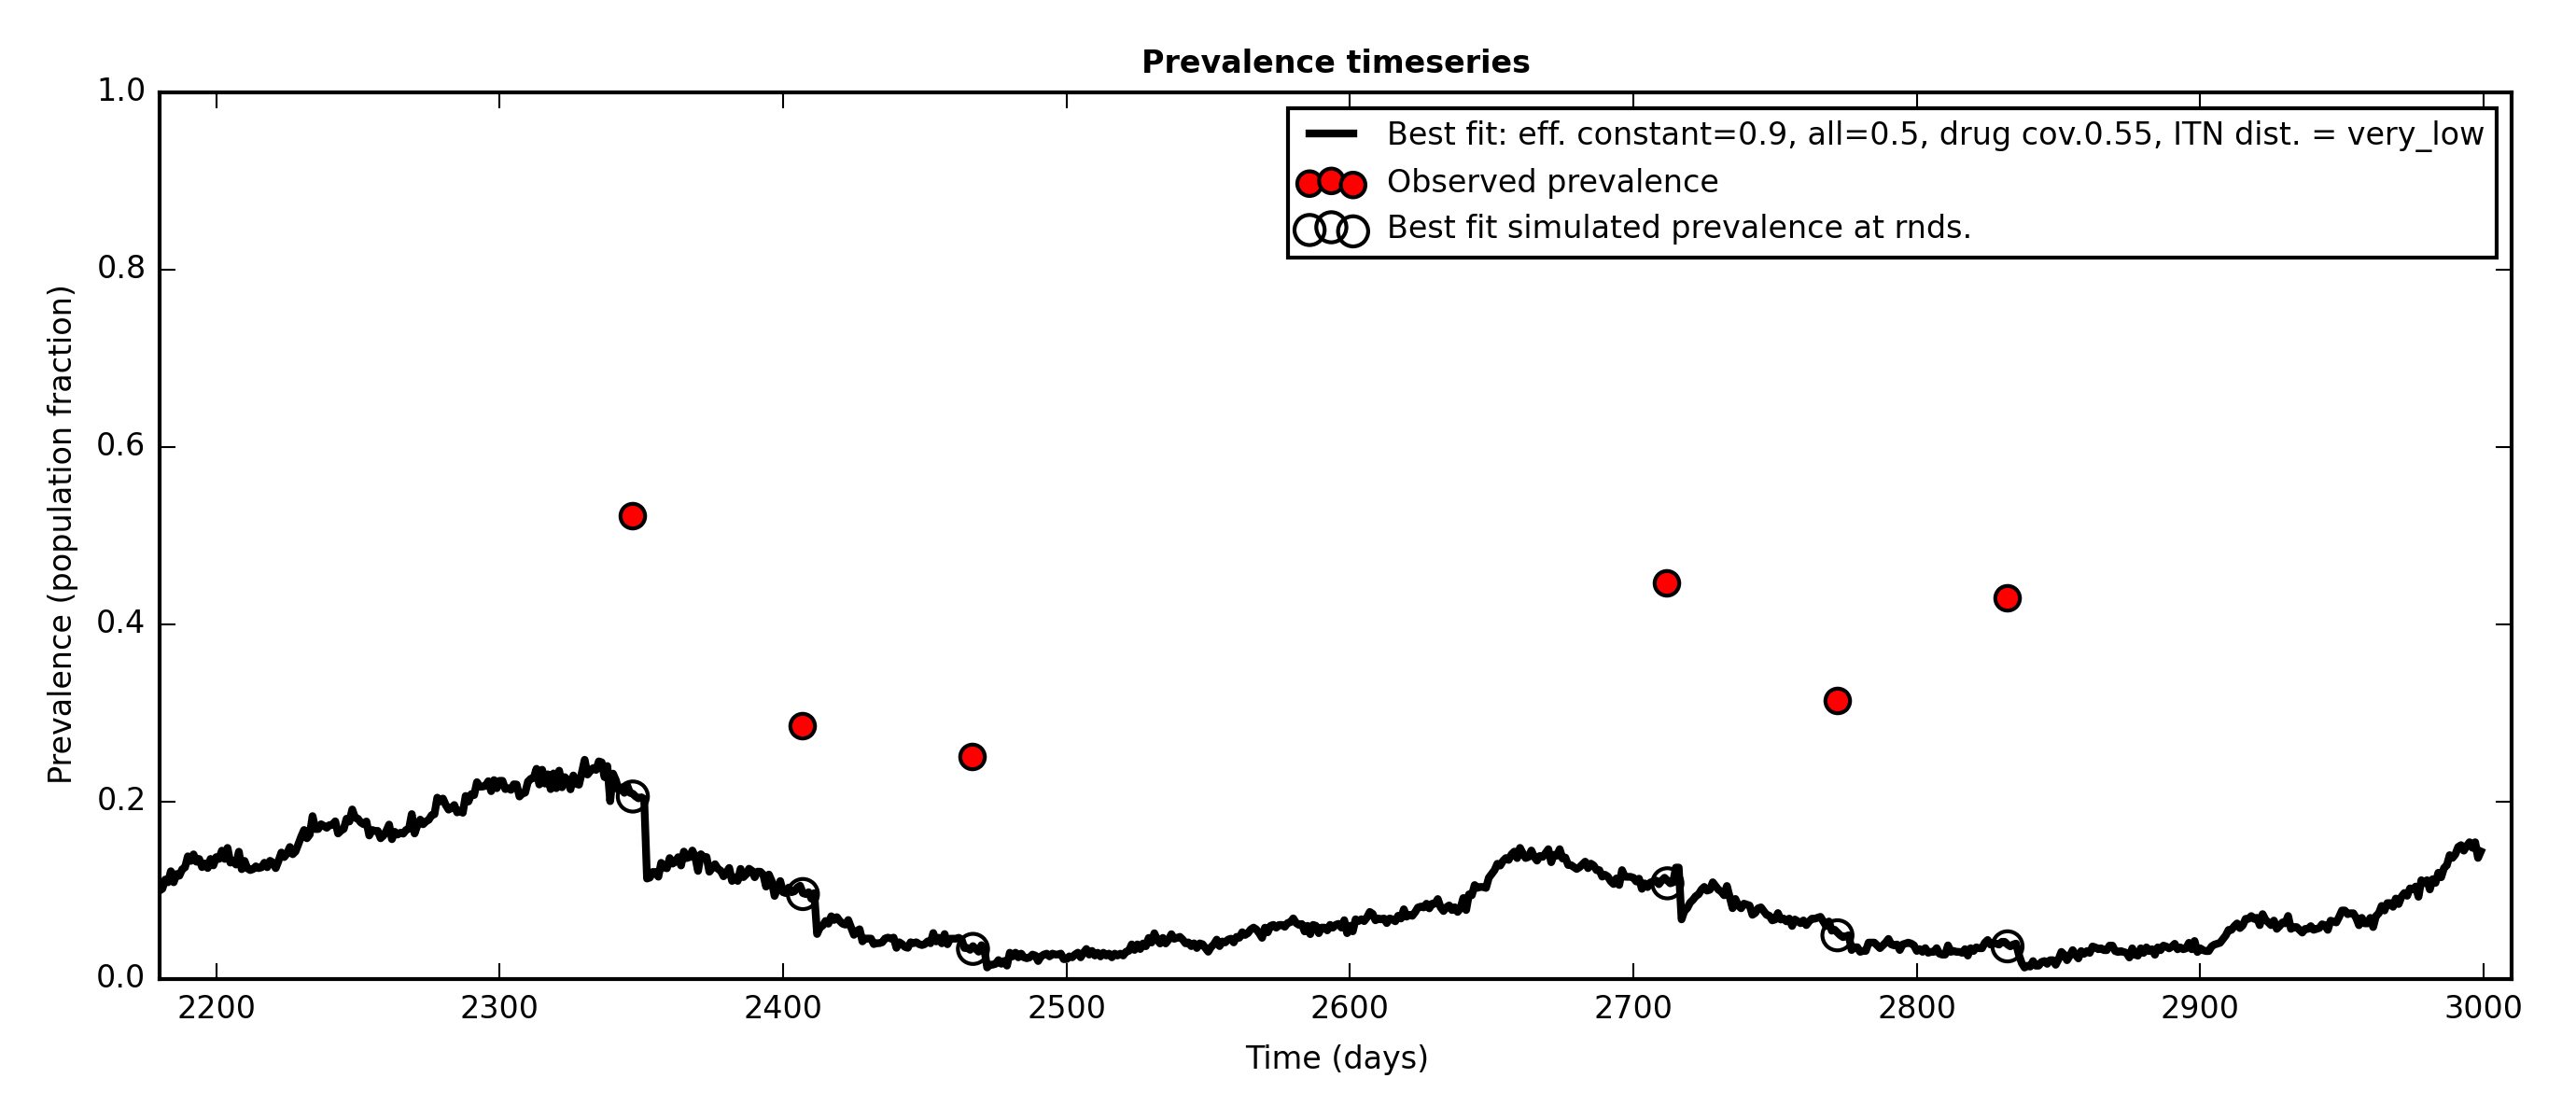 Prevalence timeseries
1.0
0.8
0.6
0.4
0.2
0.0
Prevalence (population fraction)
Best fit: eff. constant=0.9, all=0.5, drug cov.0.55, ITN dist. = very_low
Observed prevalence
Best fit simulated prevalence at rnds.
2200 2300 2400 2500 2600 2700 2800 2900 3000
Time (days)